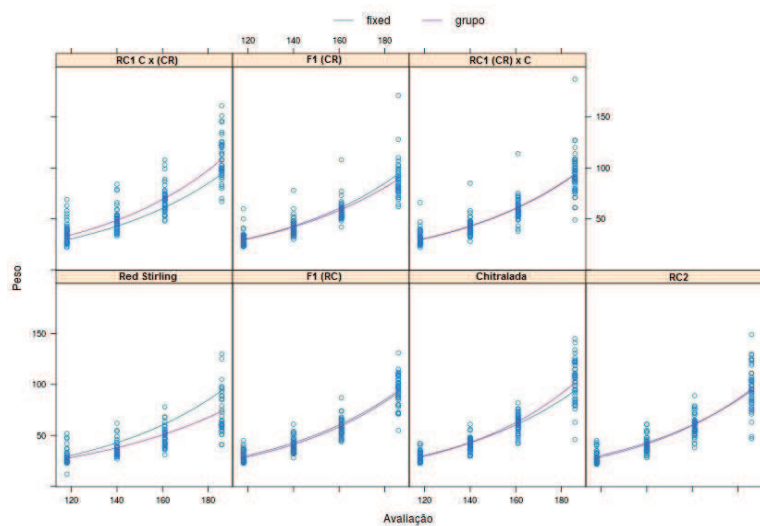 fixed grupo
120 140 160 180
RC1 C x (CR) F1 (CR) RC1 (CR) x C
150
100
50
Peso
Red Stirling F1 (RC) Chitralada RC2
150
100
50
120 140 160 180 120 140 160 180
Avaliação